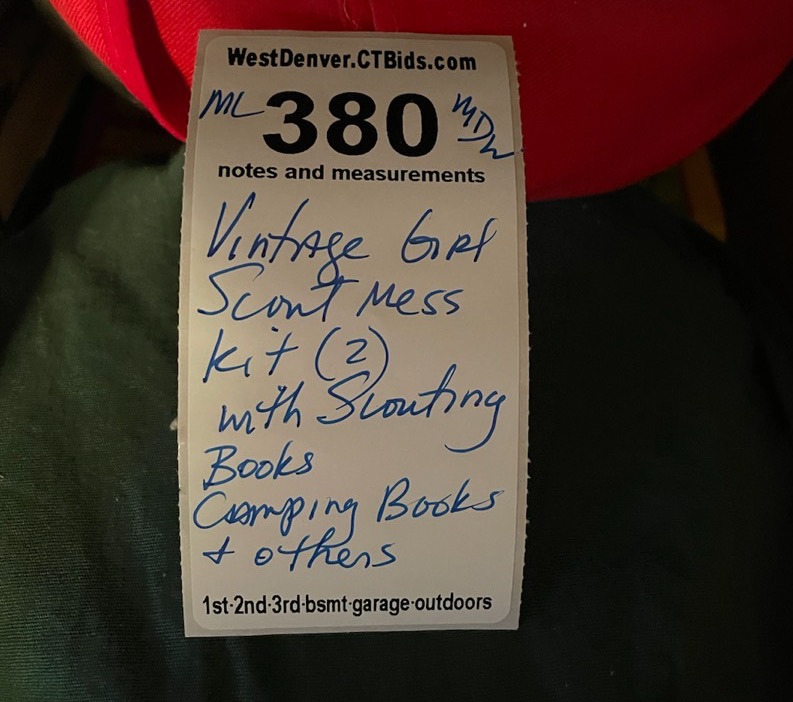 WestDenver.CTBids.com
ML 380 MDW
notes and measurements
Vintage Girl
Scout Mess
Kit (2)
with Scouting
Books
Camping Books
+ others
1st-2nd-3rd-bsmt-garage-outdoors